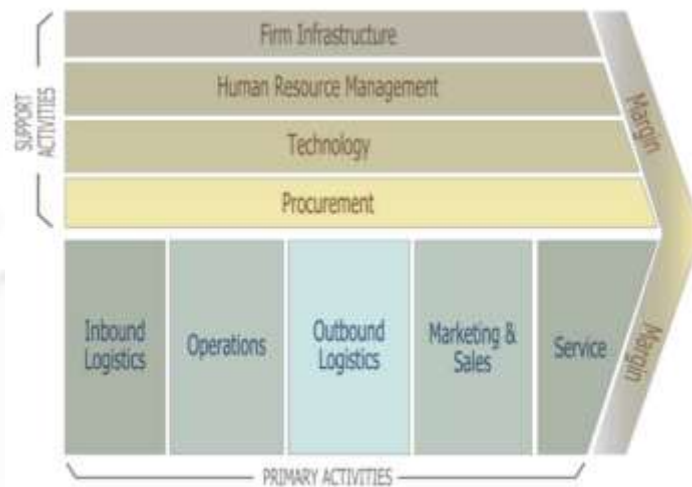 Firm Infrastructure
Human Resource Management
Technology
Procurement
SUPPORT
ACTIVITIES
Margin
Inbound
Logistics
Operations
Outbound
Logistics
Marketing &
Sales
Service
Margin
PRIMARY ACTIVITIES